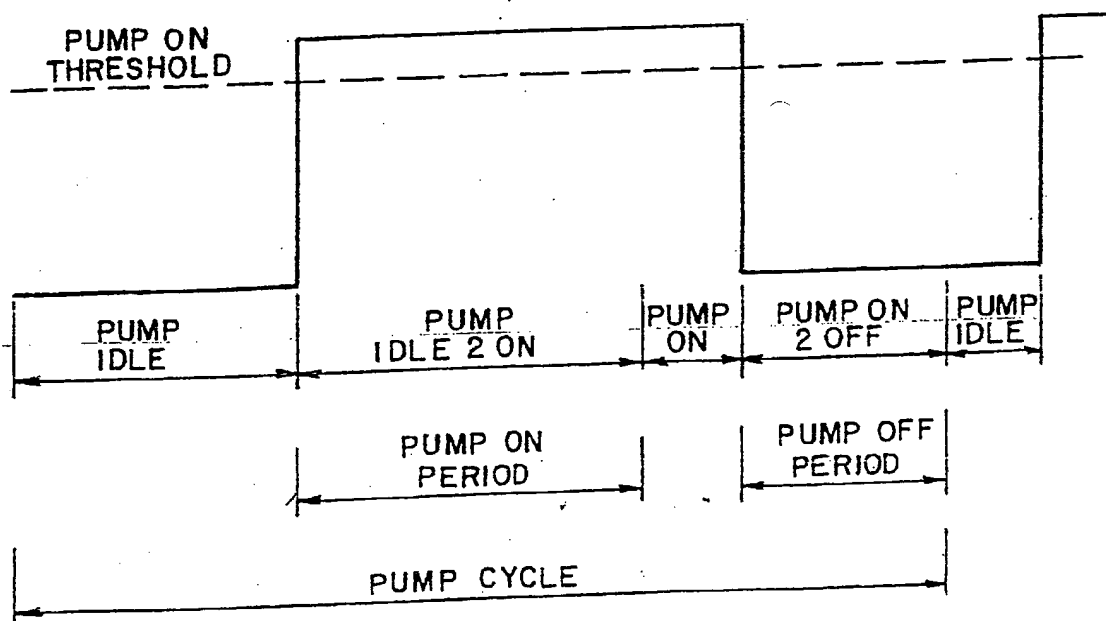 PUMP ON
THRESHOLD
PUMP
IDLE
PUMP
IDLE 2 ON
PUMP
ON
PUMP ON
2 OFF
PUMP
IDLE
PUMP ON
PERIOD
PUMP OFF
PERIOD
PUMP CYCLE